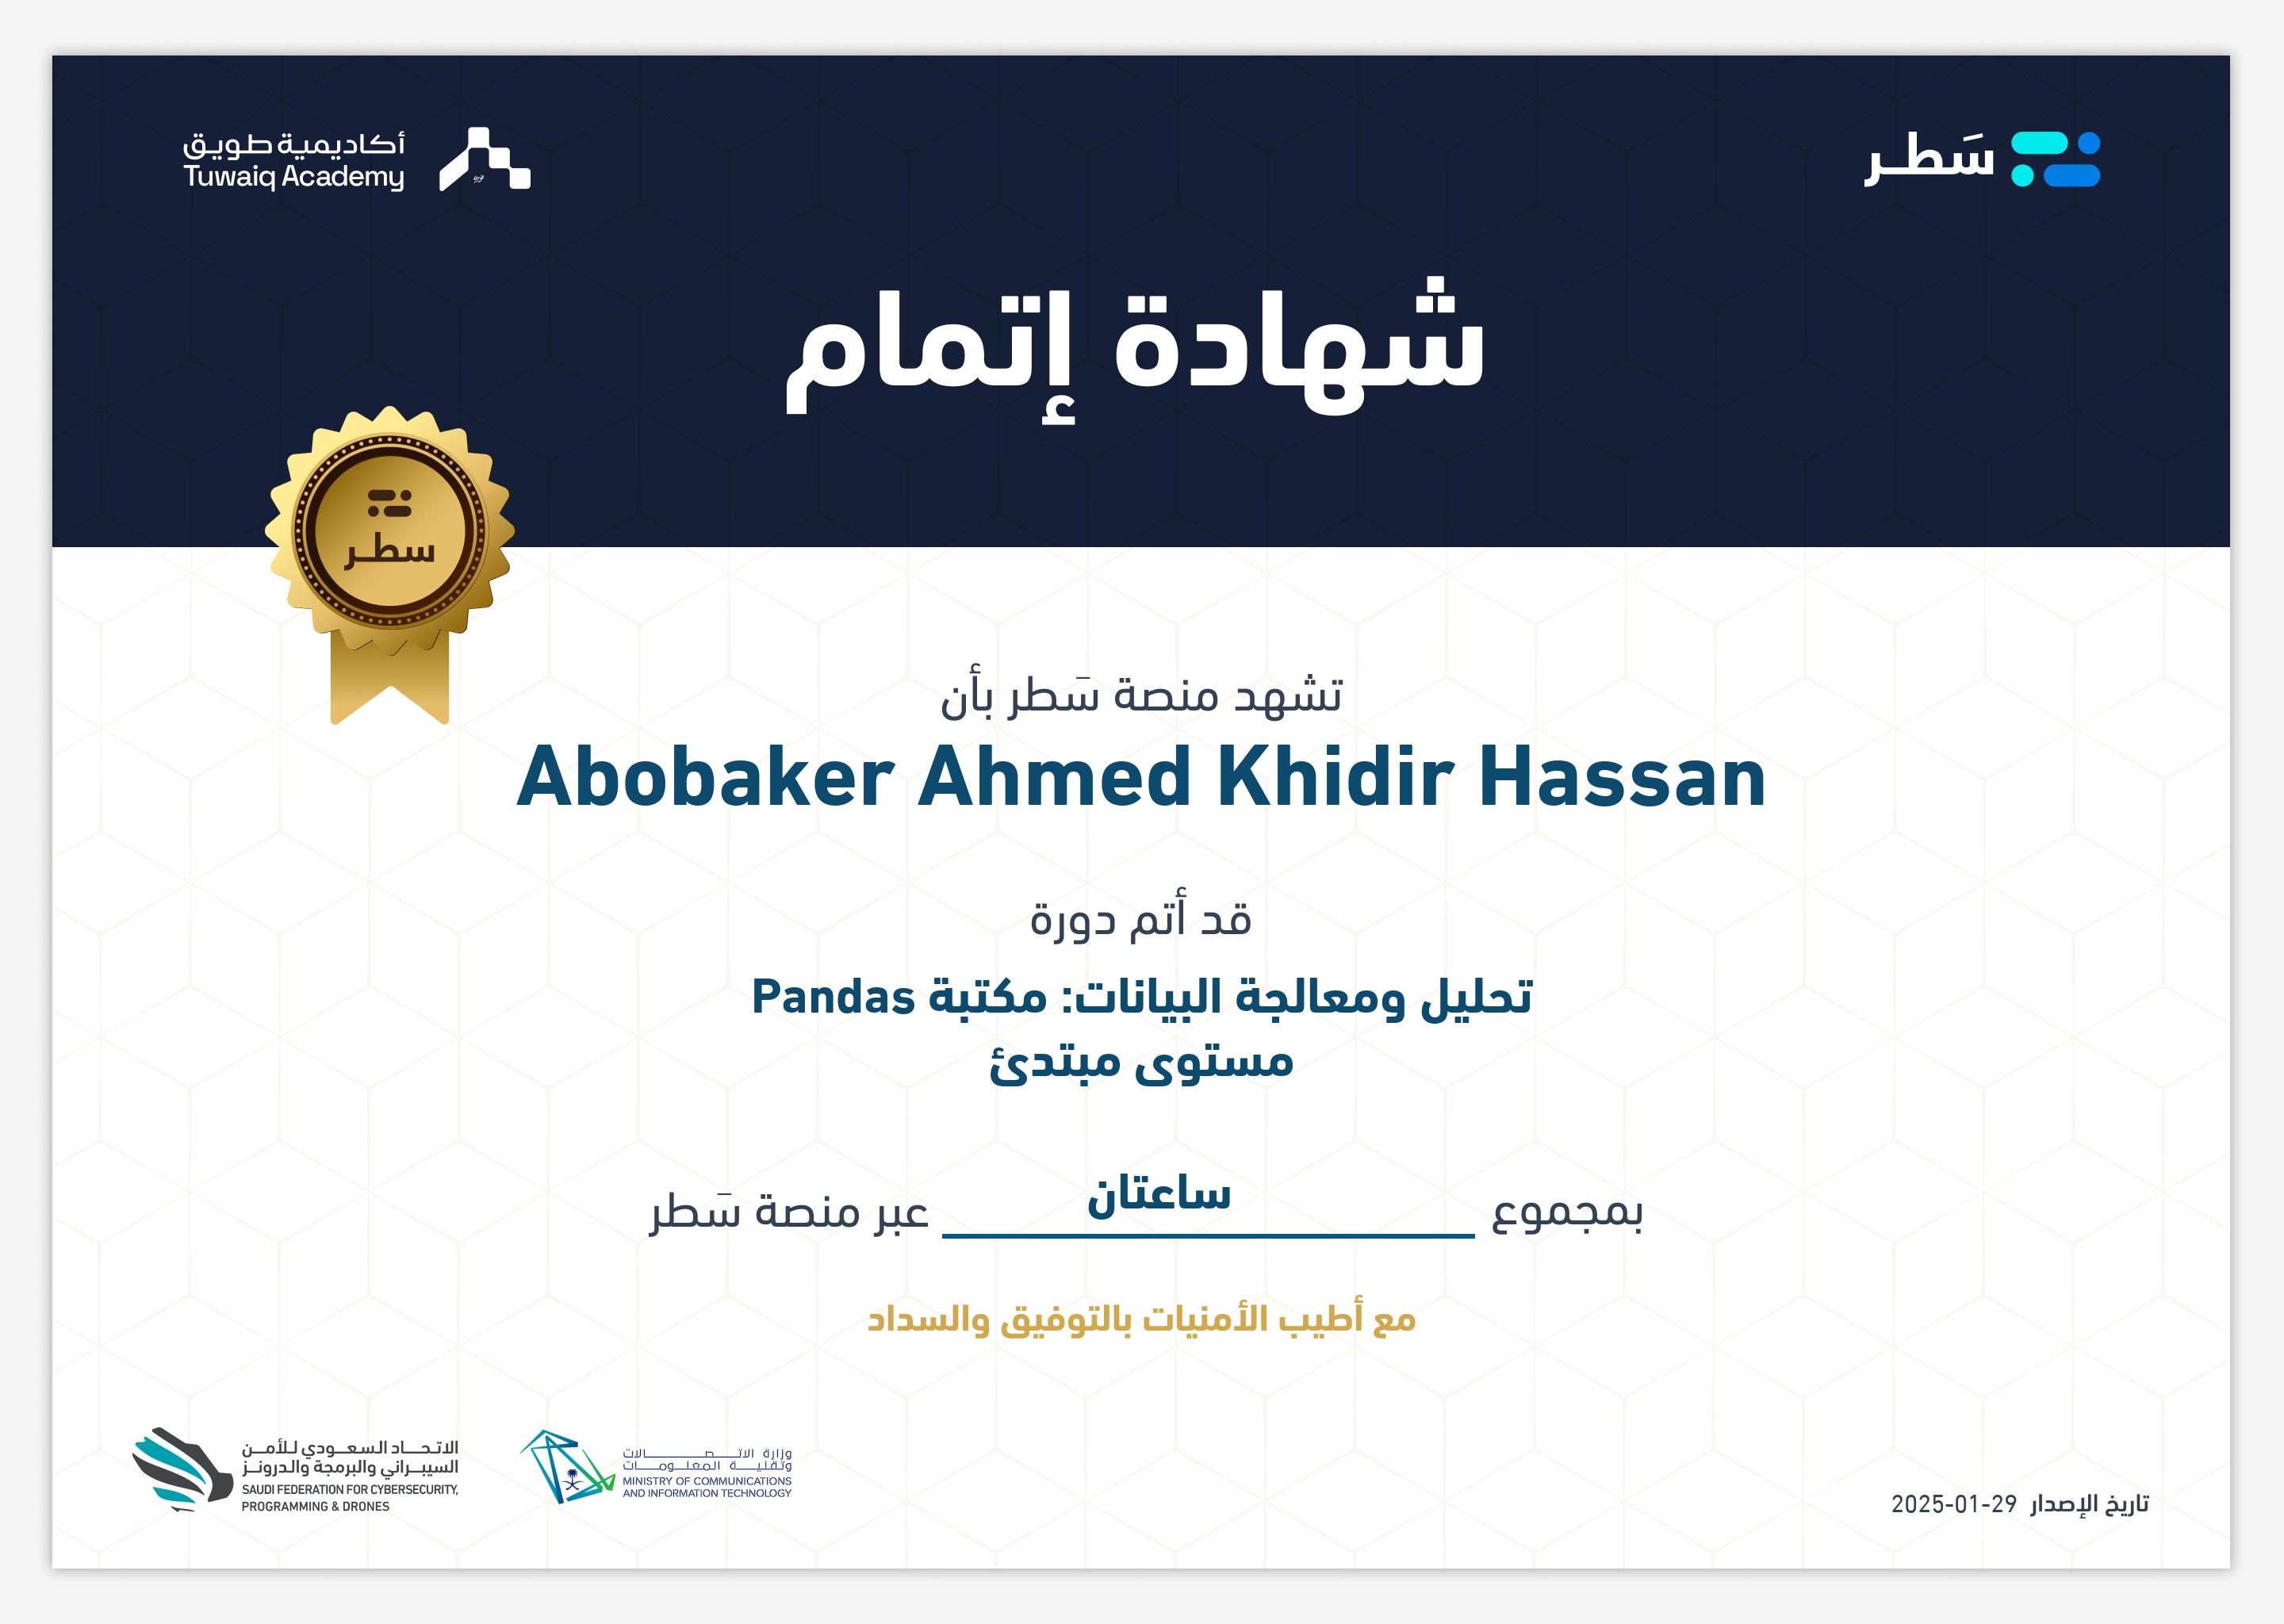 سَطر
أكاديمية طويق
Tuwaiq Academy
شهادة إتمام
سطر
تشهد منصة سَطر بأن
Abobaker Ahmed Khidir Hassan
قد أتم دورة
تحليل ومعالجة البيانات: مكتبة Pandas
مستوى مبتدئ
بمجموع ساعتان عبر منصة سَطر
مع أطيب الأمنيات بالتوفيق والسداد
الاتحاد السعودي للأمن
السيبراني والبرمجة والدرونز
SAUDI FEDERATION FOR CYBERSECURITY,
PROGRAMMING & DRONES
وزارة الاتصالات
وتقنية المعلومات
MINISTRY OF COMMUNICATIONS
AND INFORMATION TECHNOLOGY
تاريخ الإصدار 2025-01-29